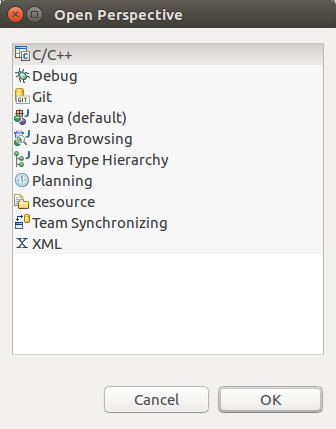 Open Perspective
C/C++
Debug
Git
Java (default)
Java Browsing
Java Type Hierarchy
Planning
Resource
Team Synchronizing
XML
Cancel
OK